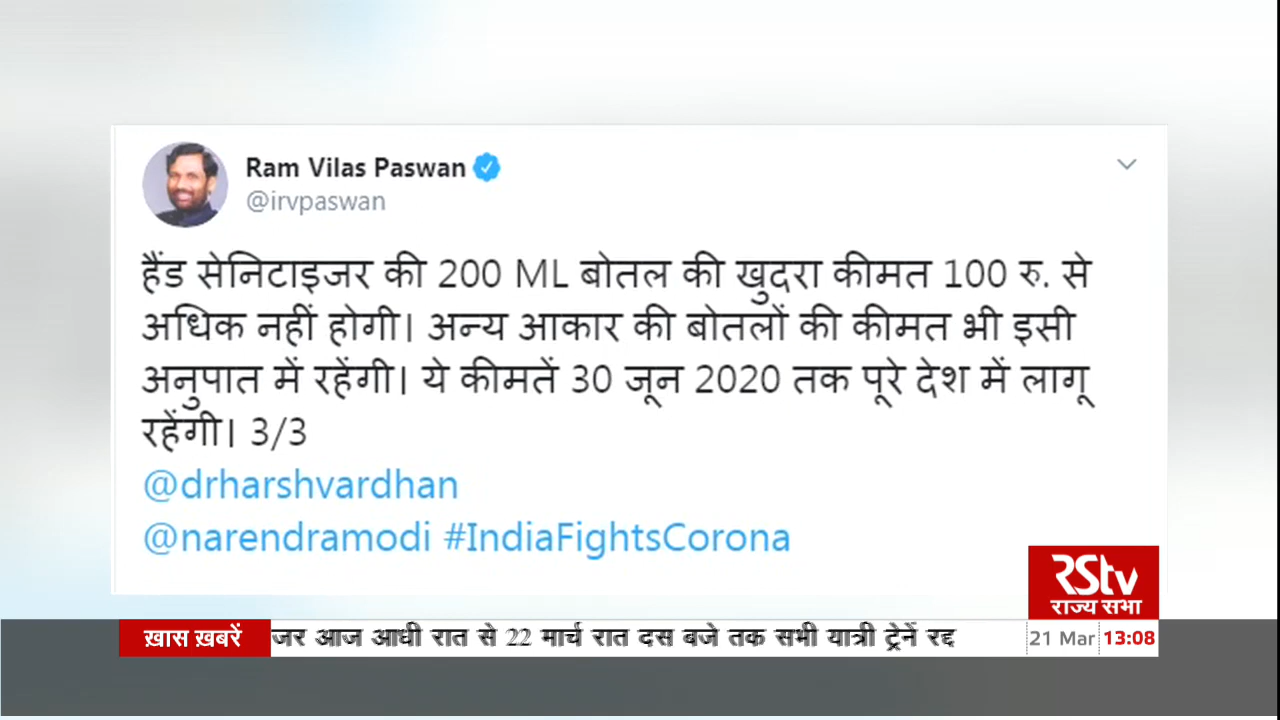 Ram Vilas Paswan
@irvpaswan
हैंड सेनिटाइजर की 200 ML बोतल की खुदरा कीमत 100 रु. से
अधिक नहीं होगी। अन्य आकार की बोतलों की कीमत भी इसी
अनुपात में रहेंगी। ये कीमतें 30 जून 2020 तक पूरे देश में लागू
रहेंगी। 3/3
@drharshvardhan
@narendramodi #IndiaFightsCorona
RStv
राज्य सभा
ख़ास ख़बरें जर आज आधी रात से 22 मार्च रात दस बजे तक सभी यात्री ट्रेनें रद्द 21 Mar 13:08